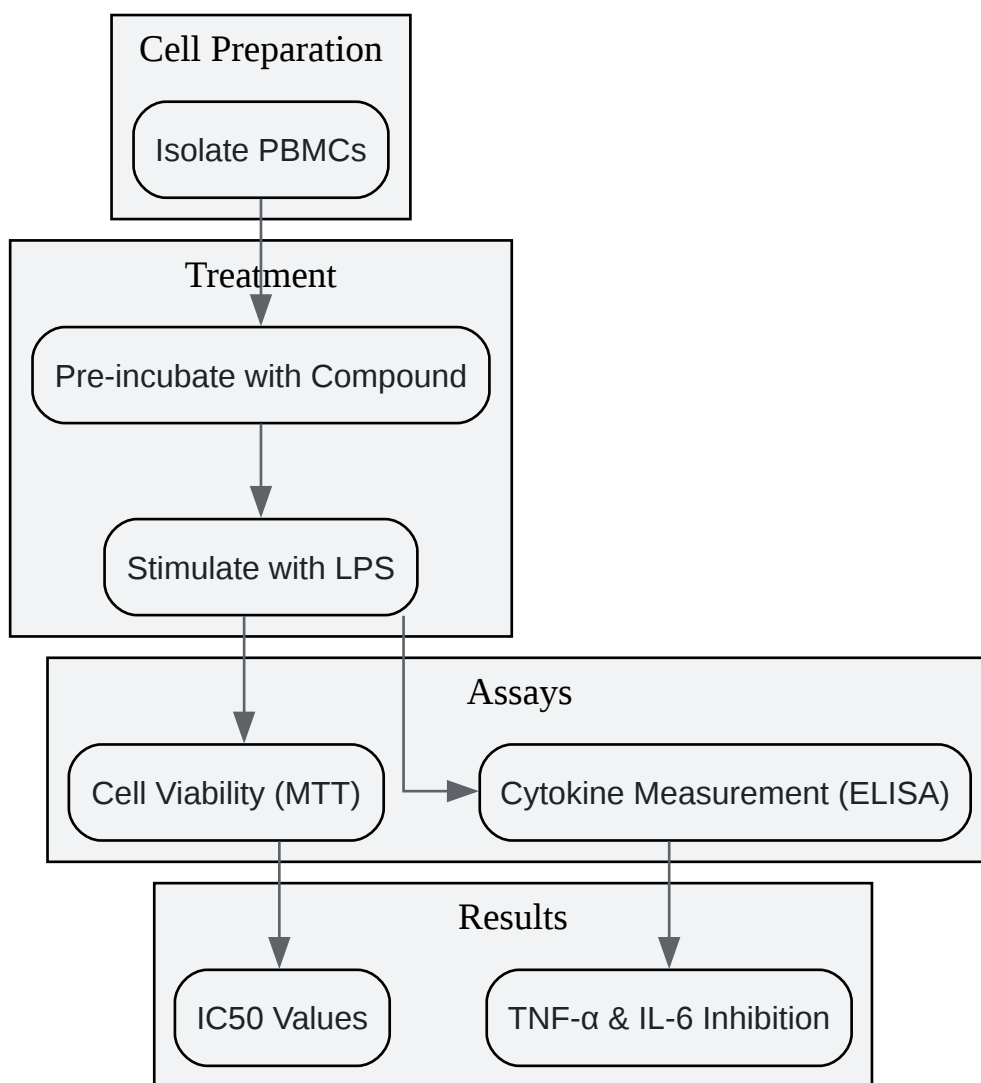 Cell Preparation
Isolate PBMCs
Treatment
Pre-incubate with Compound
Stimulate with LPS
Assays
Cell Viability (MTT)
Cytokine Measurement (ELISA)
Results
IC50 Values
TNF-α & IL-6 Inhibition